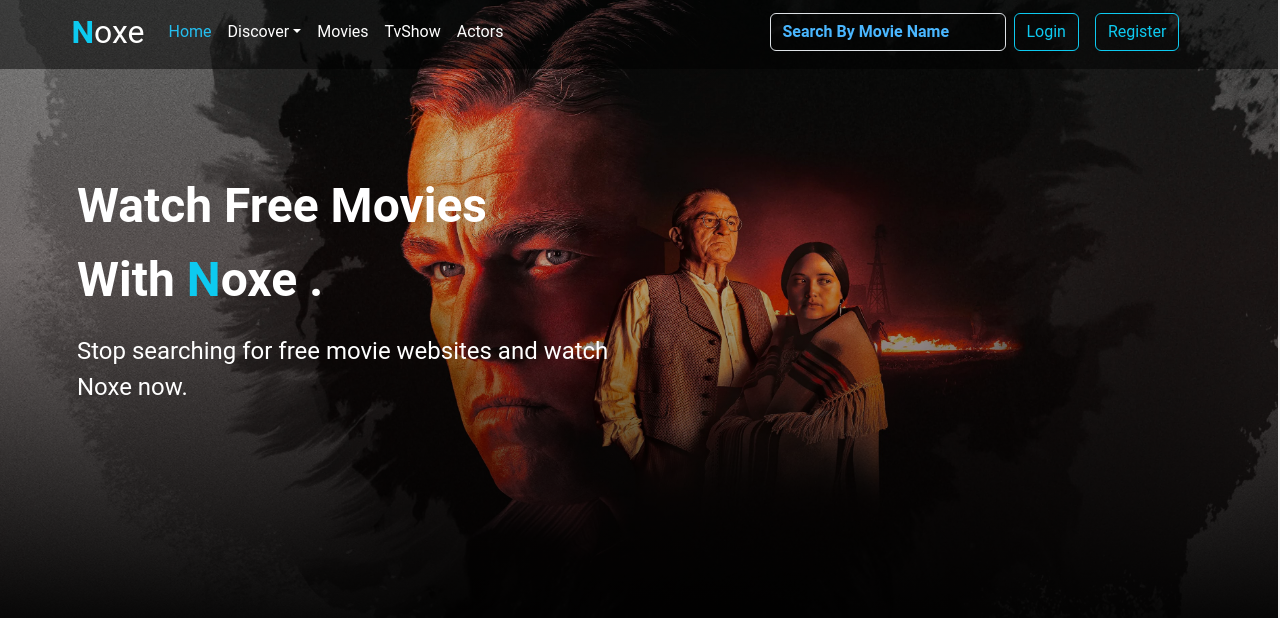 Noxe Home Discover Movies TvShow Actors Search By Movie Name Login Register
Watch Free Movies
With Noxe .
Stop searching for free movie websites and watch
Noxe now.